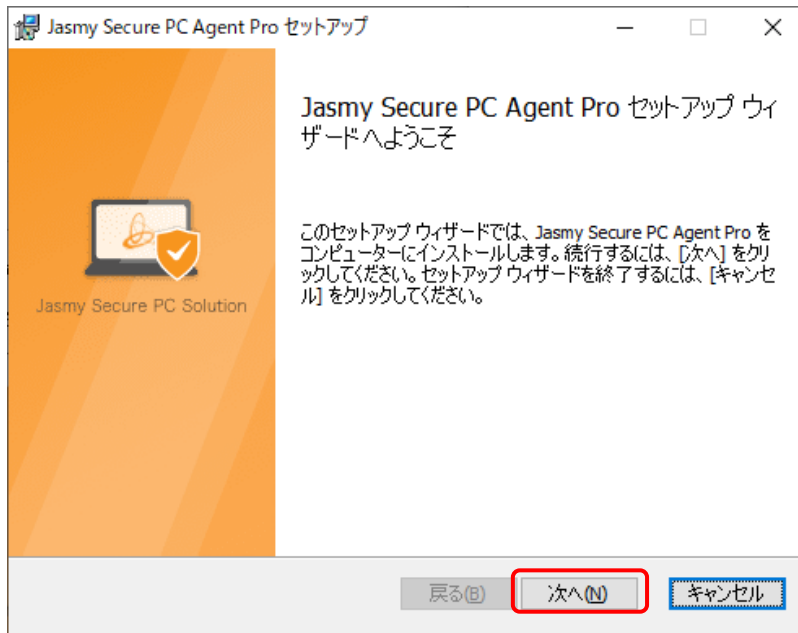 Jasmy Secure PC Agent Pro セットアップ
Jasmy Secure PC Agent Pro セットアップ ウィ
ザードへようこそ
このセットアップ ウィザードでは、Jasmy Secure PC Agent Pro を
コンピューターにインストールします。続行するには、[次へ] をクリ
ックしてください。セットアップ ウィザードを終了するには、[キャンセ
ル] をクリックしてください。
Jasmy Secure PC Solution
戻る(B) 次へ(N) キャンセル